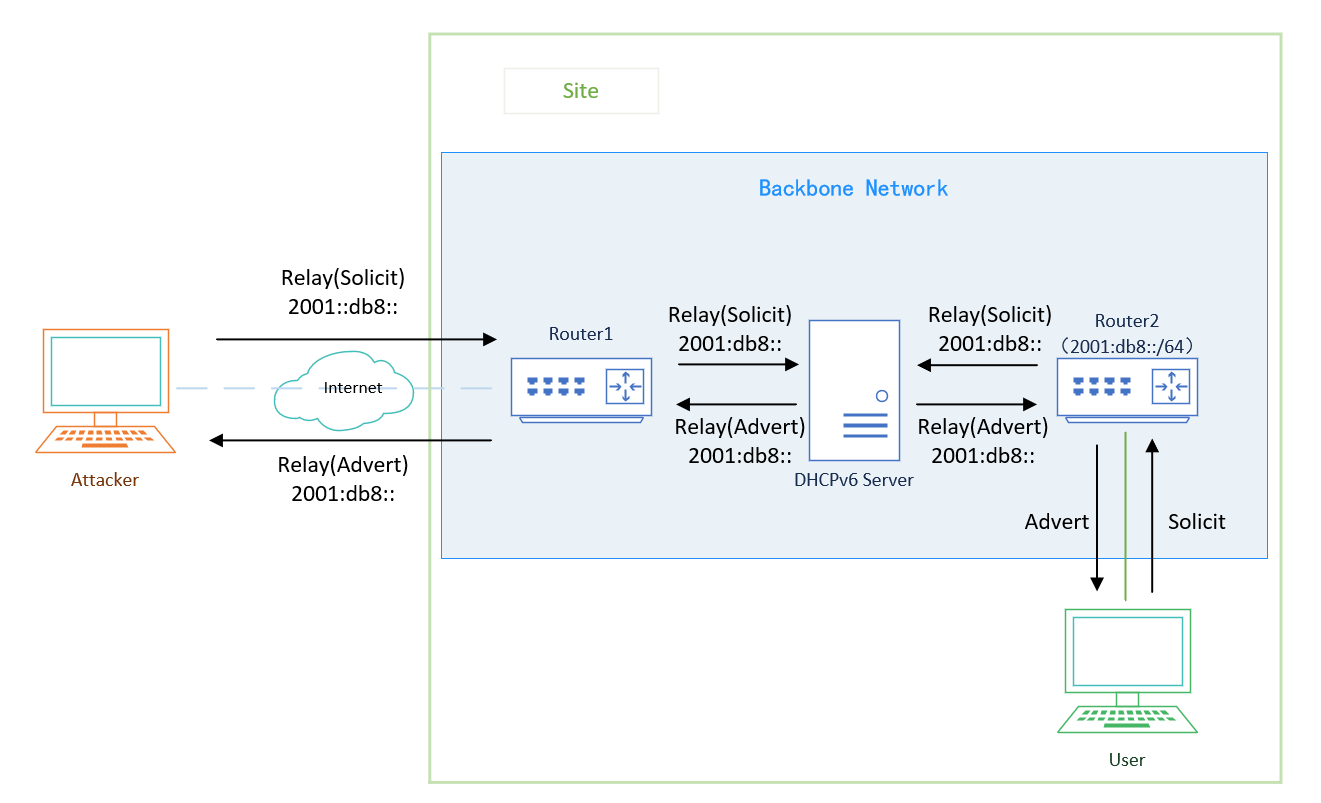 Site
Backbone Network
Relay(Solicit)
2001::db8::
Internet
Relay(Advert)
2001:db8::
Attacker
Router1
Relay(Solicit)
2001:db8::
Relay(Advert)
2001:db8::
DHCPv6 Server
Relay(Solicit)
2001:db8::
Relay(Advert)
2001:db8::
Router2
（2001:db8::/64）
Advert
Solicit
User